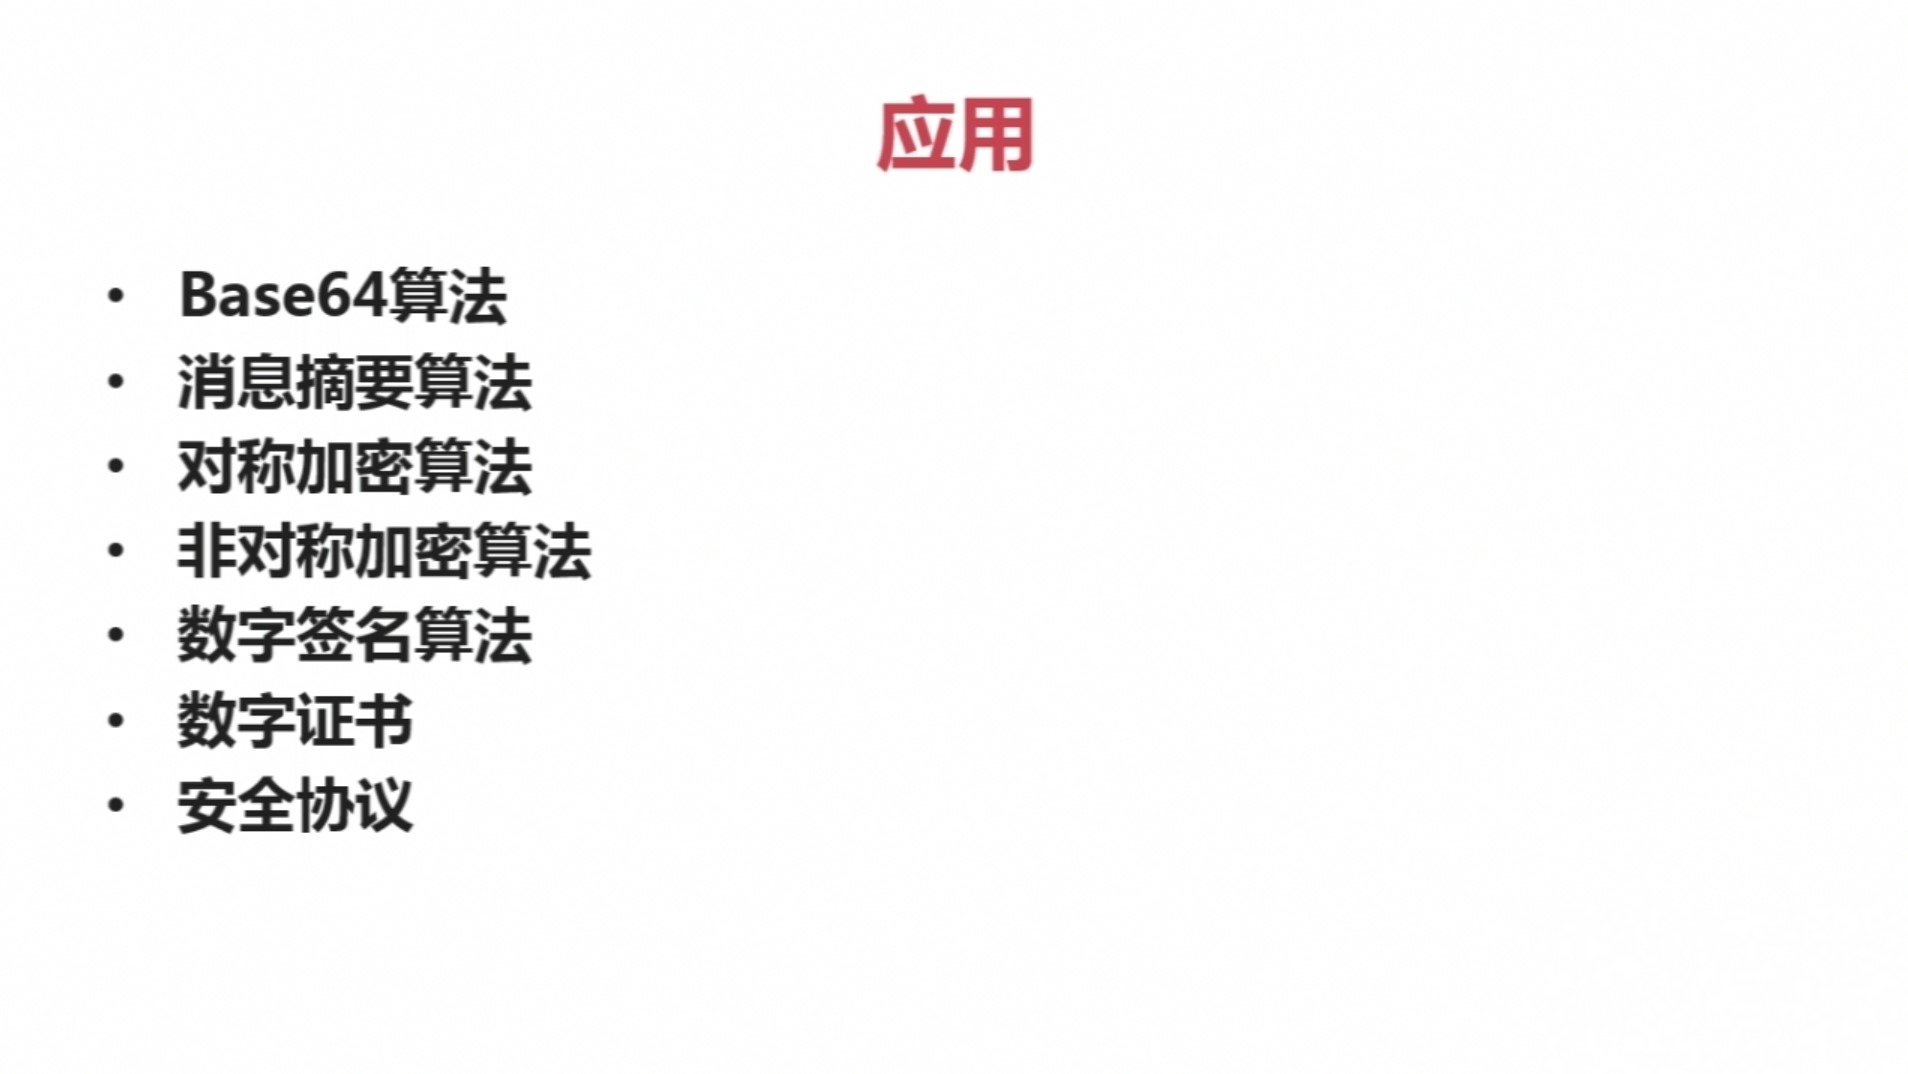 应用
• Base64算法
• 消息摘要算法
• 对称加密算法
• 非对称加密算法
• 数字签名算法
• 数字证书
• 安全协议